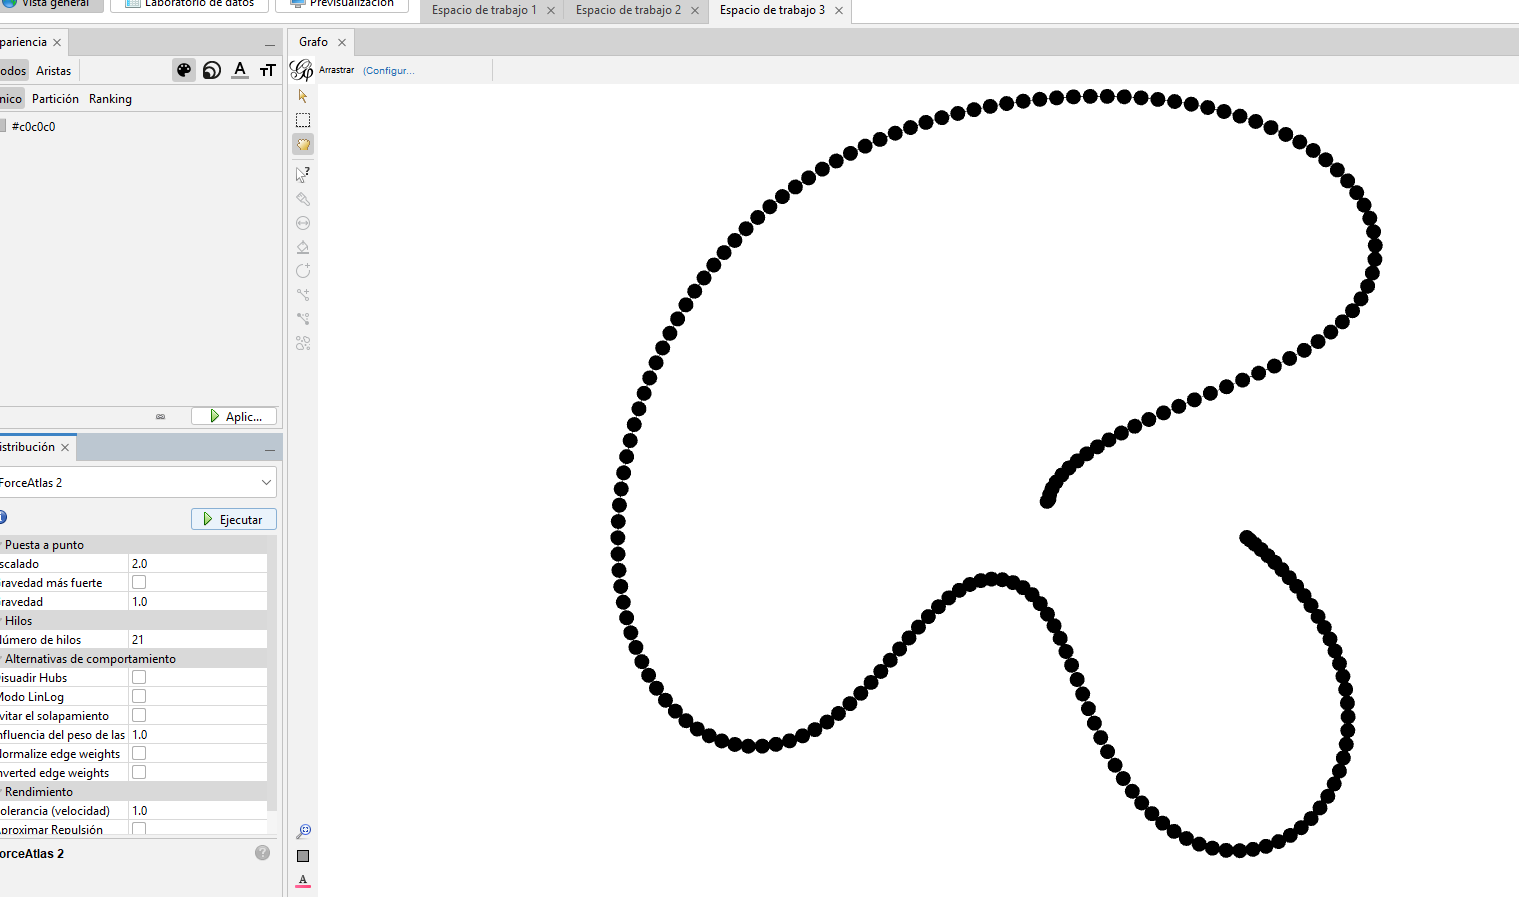 Vista general
Laboratorio de datos
Previsualización
Espacio de trabajo 1
Espacio de trabajo 2
Espacio de trabajo 3
pariencia
Grafo
odos
Aristas
A
TT
Arrastrar
(Configur...
nico
Partición
Ranking
#c0c0c0
Aplic...
istribución
ForceAtlas 2
Ejecutar
Puesta a punto
scalado 2.0
ravedad más fuerte
ravedad 1.0
Hilos
úmero de hilos 21
Alternativas de comportamiento
isuadir Hubs
Modo LinLog
vitar el solapamiento
nfluencia del peso de las 1.0
Normalize edge weights
nverted edge weights
Rendimiento
olerancia (velocidad) 1.0
Aproximar Repulsión
orceAtlas 2
?
A